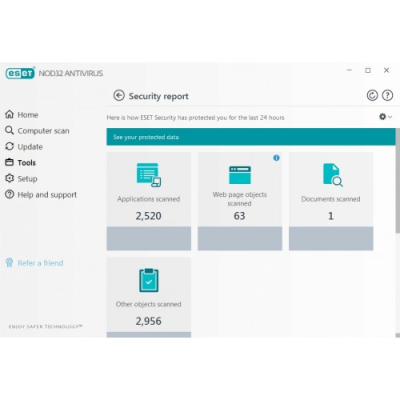 eset NOD32 ANTIVIRUS
Security report
Home
Computer scan
Update
Tools
Setup
Help and support
Refer a friend
ENJOY SAFER TECHNOLOGY™
Here is how ESET Security has protected you for the last 24 hours
See your protected data
Applications scanned
2,520
Web page objects
scanned
63
Documents scanned
1
Other objects scanned
2,956